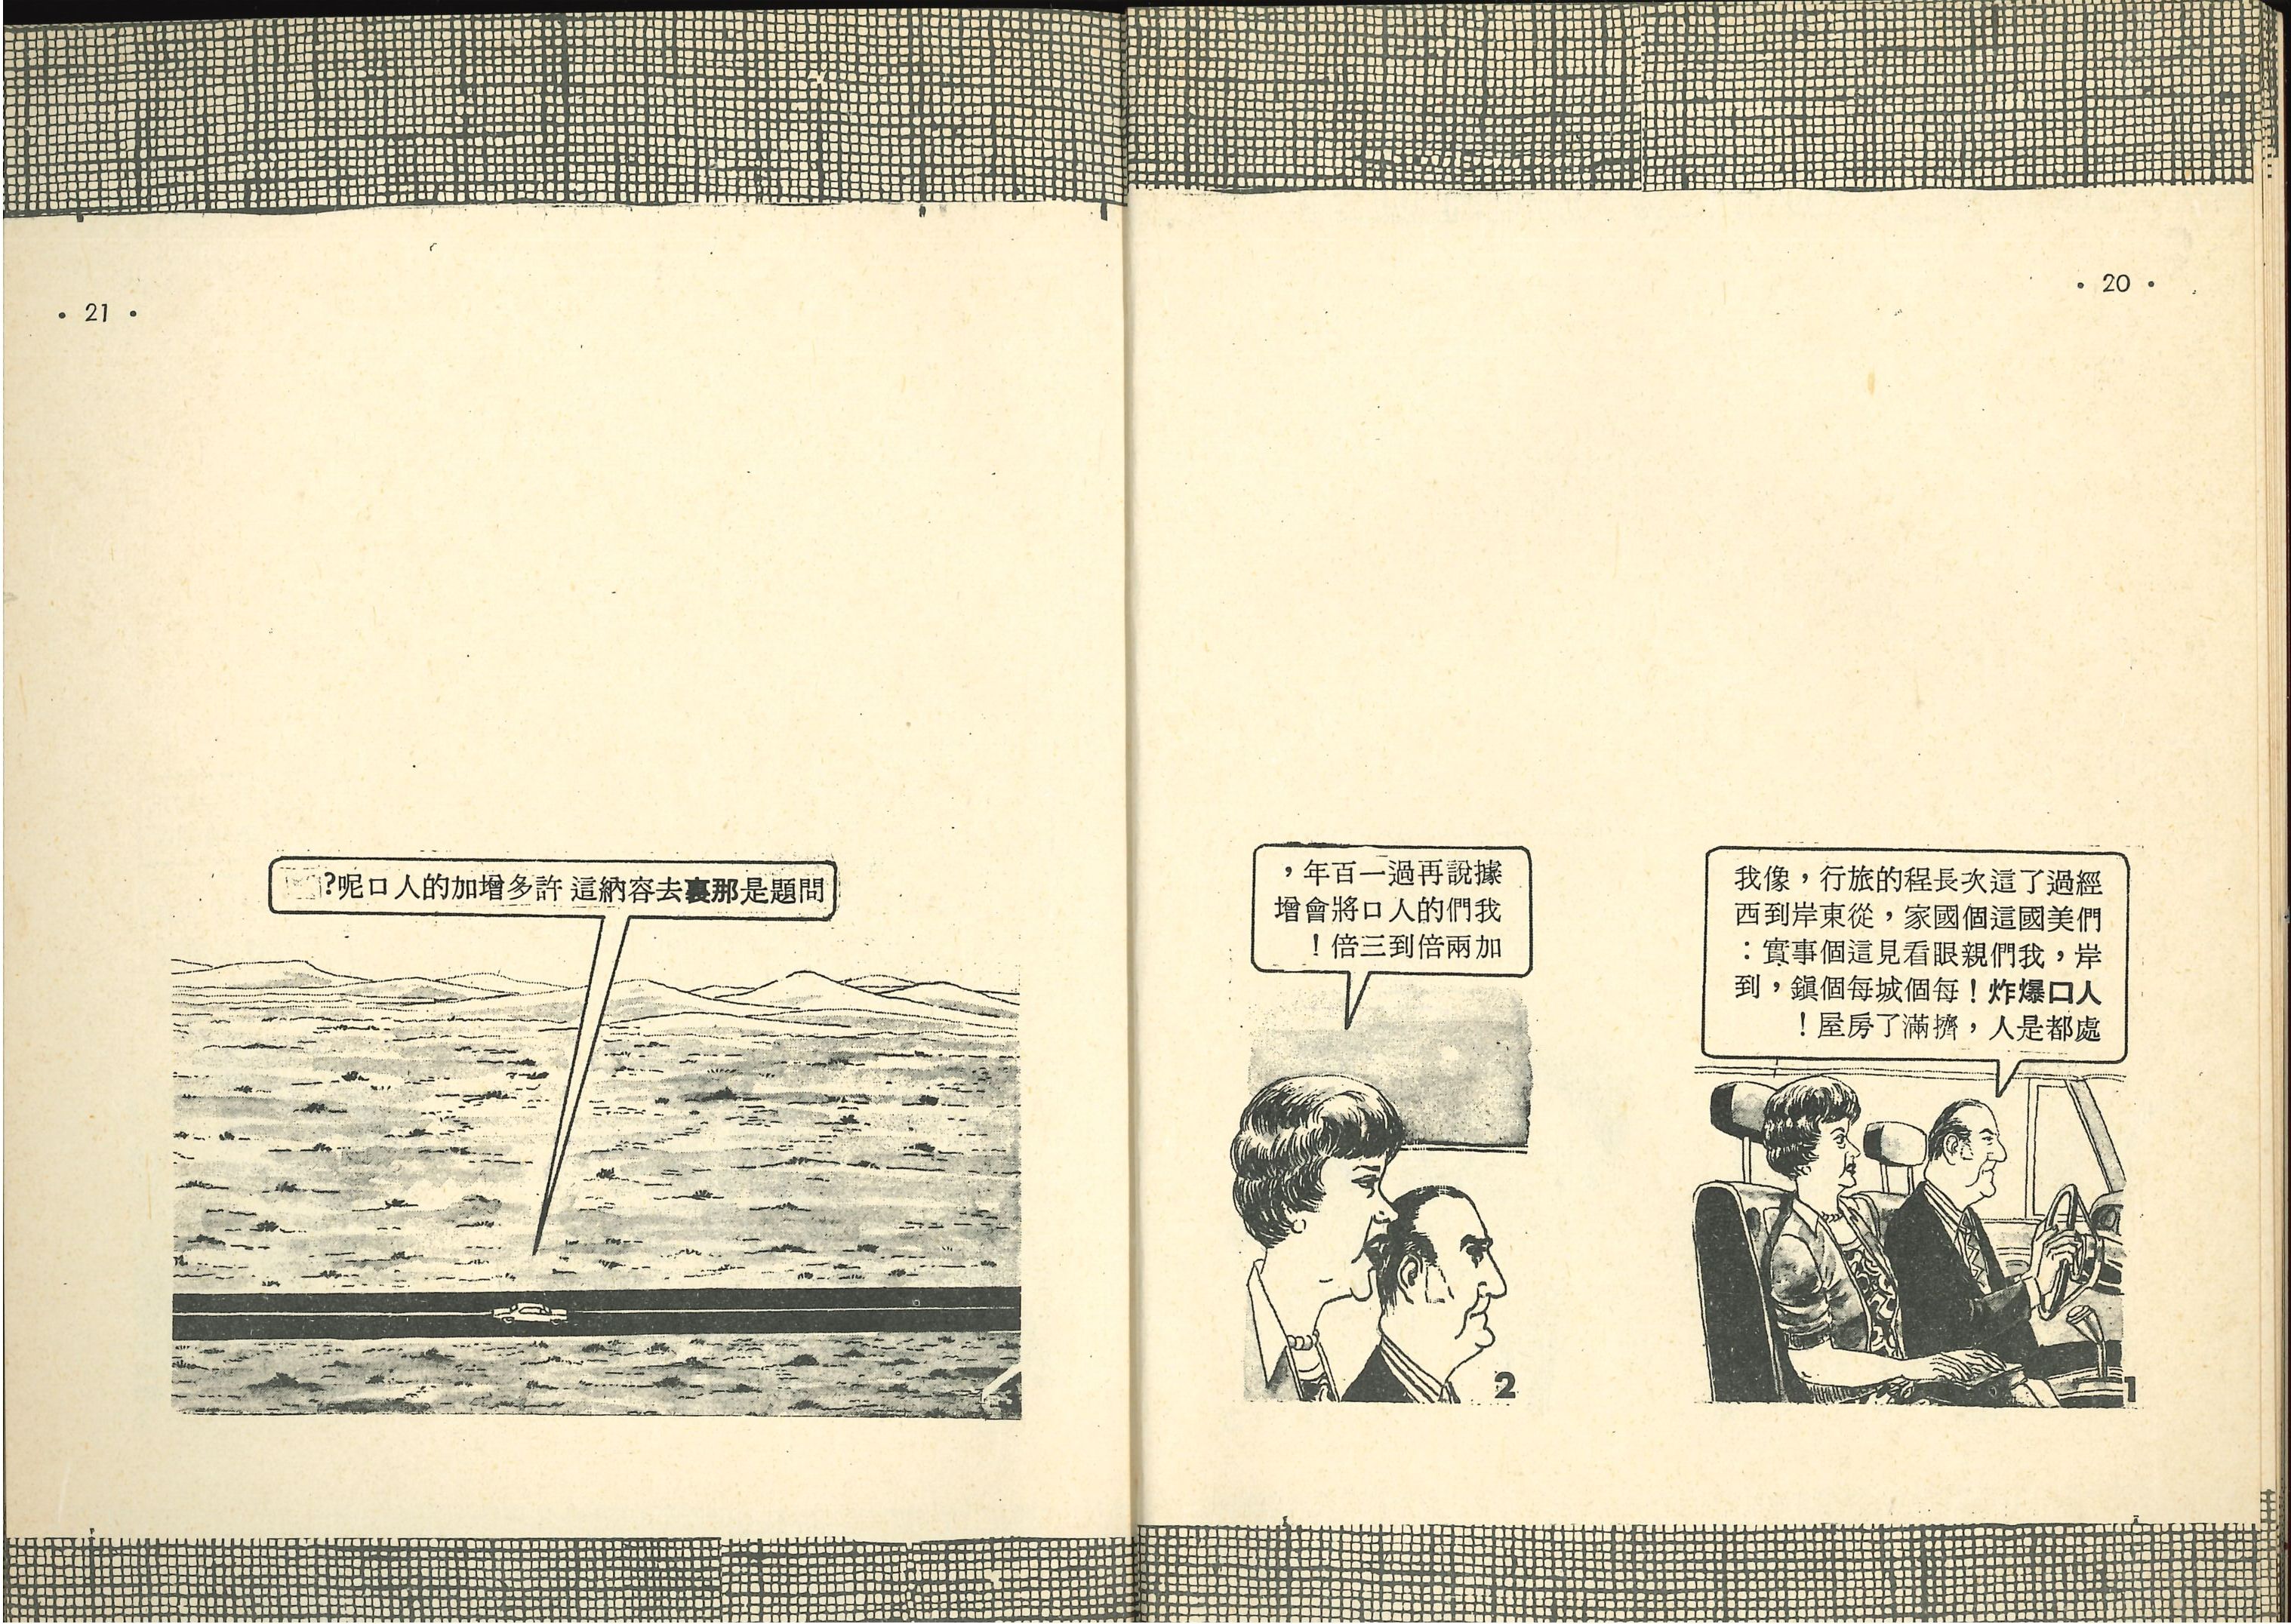 • 20 •
經過了這次長程的旅行，像我
們美國這個國家，從東岸到西
岸，我們親眼看見這個事實：
人口爆炸！每個城每個鎮，到
處都是人，擠滿了房屋！
1
據說再過一百年，
我們的人口將會增
加兩倍到三倍！
2
• 21 •
問題是那裏去容納這 許多增加的人口呢?